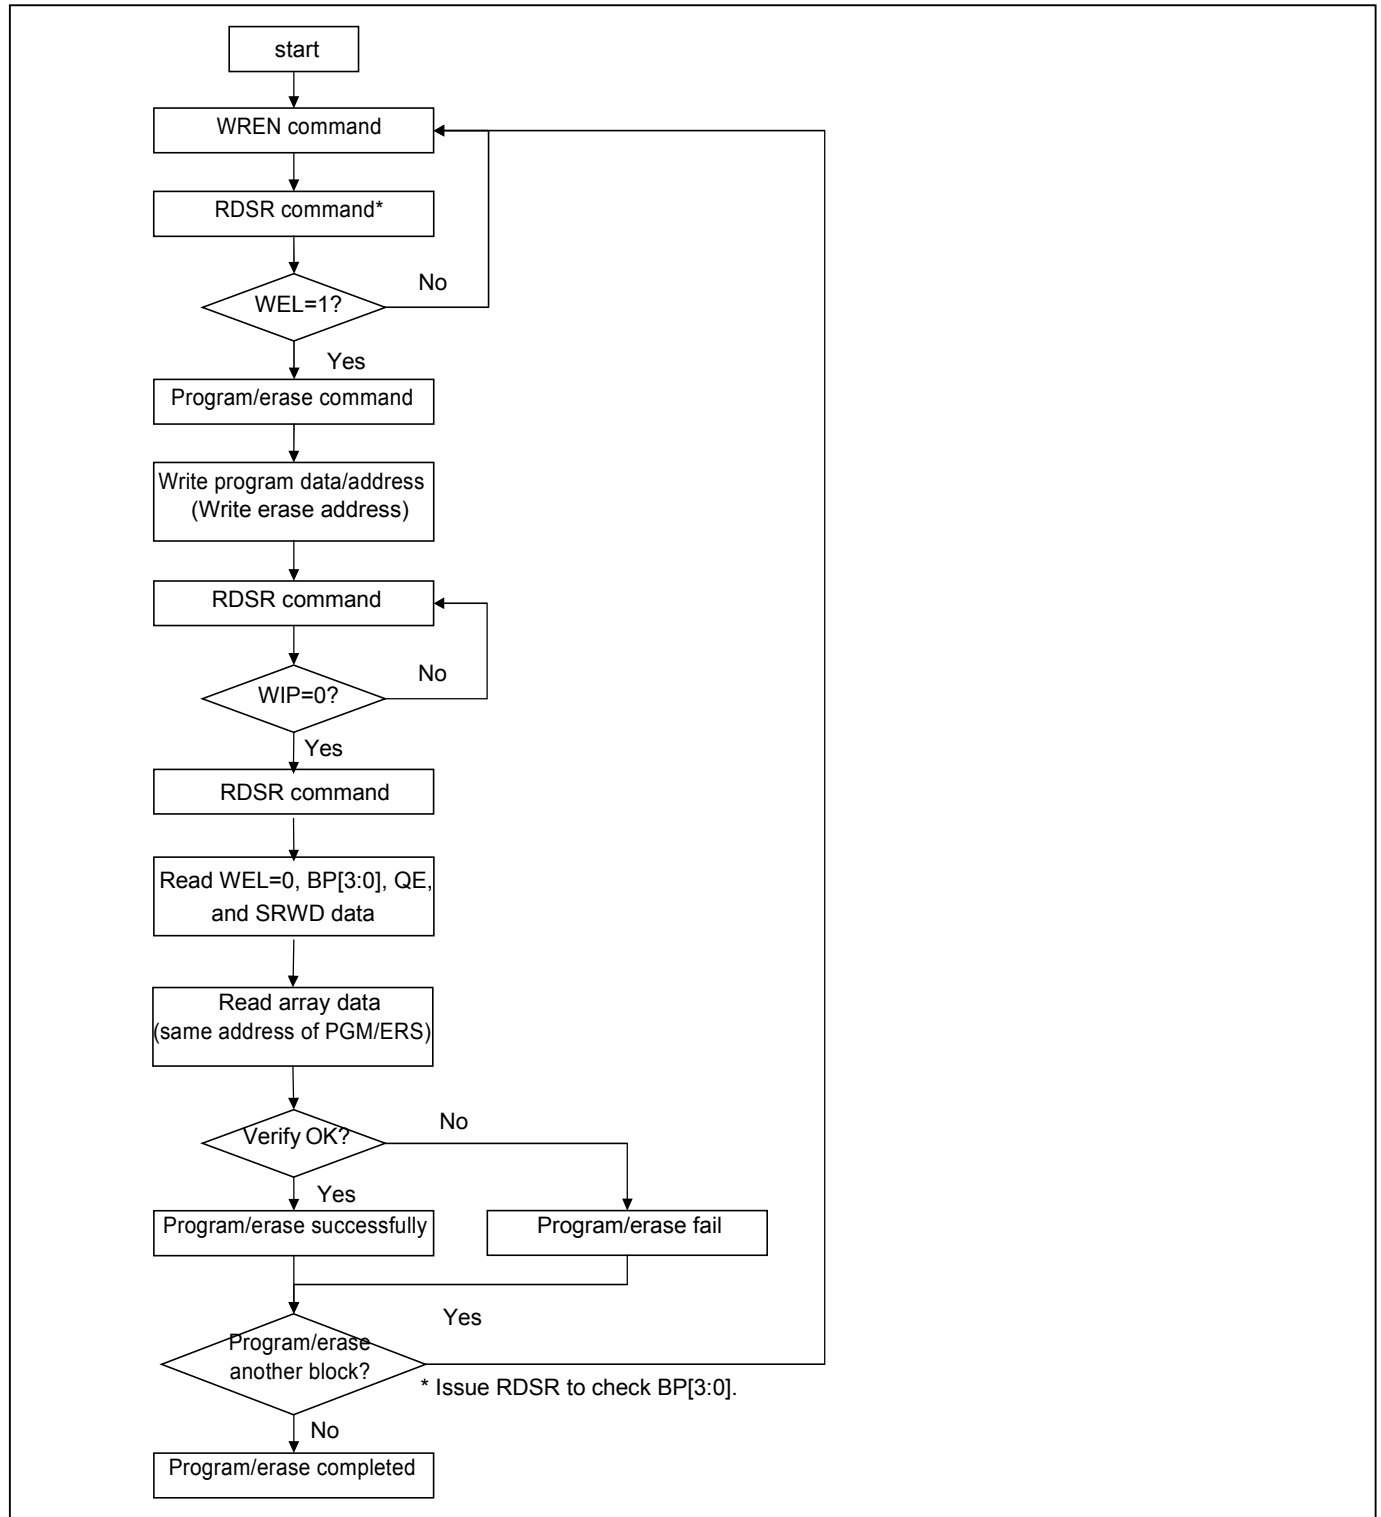 start
WREN command
RDSR command*
No
WEL=1?
Yes
Program/erase command
Write program data/address
(Write erase address)
RDSR command
No
WIP=0?
Yes
RDSR command
Read WEL=0, BP[3:0], QE,
and SRWD data
Read array data
(same address of PGM/ERS)
No
Verify OK?
Yes
Program/erase successfully
Program/erase fail
Yes
Program/erase
another block?
* Issue RDSR to check BP[3:0].
No
Program/erase completed